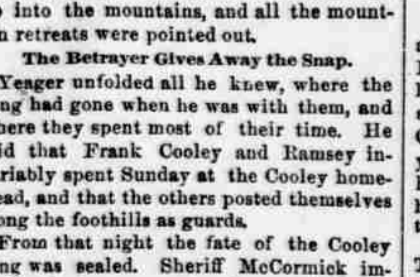 into the mountains, and all the mount-
n retreats were pointed out.
The Betrayer Gives Away the Snap.
Yeager unfolded all he knew, where the
ng had gone when he was with them, and
here they spent most of their time. He
id that Frank Cooley and Ramsey in-
riably spent Sunday at the Cooley home-
ead, and that the others posted themselves
ong the foothills as guards.
From that night the fate of the Cooley
ng was sealed. Sheriff McCormick im-